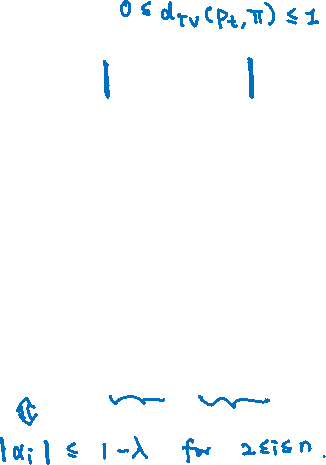 0 ≤ d_TV(p_t, π) ≤ 1
|α_i| ≤ 1-λ for 2≤i≤n.